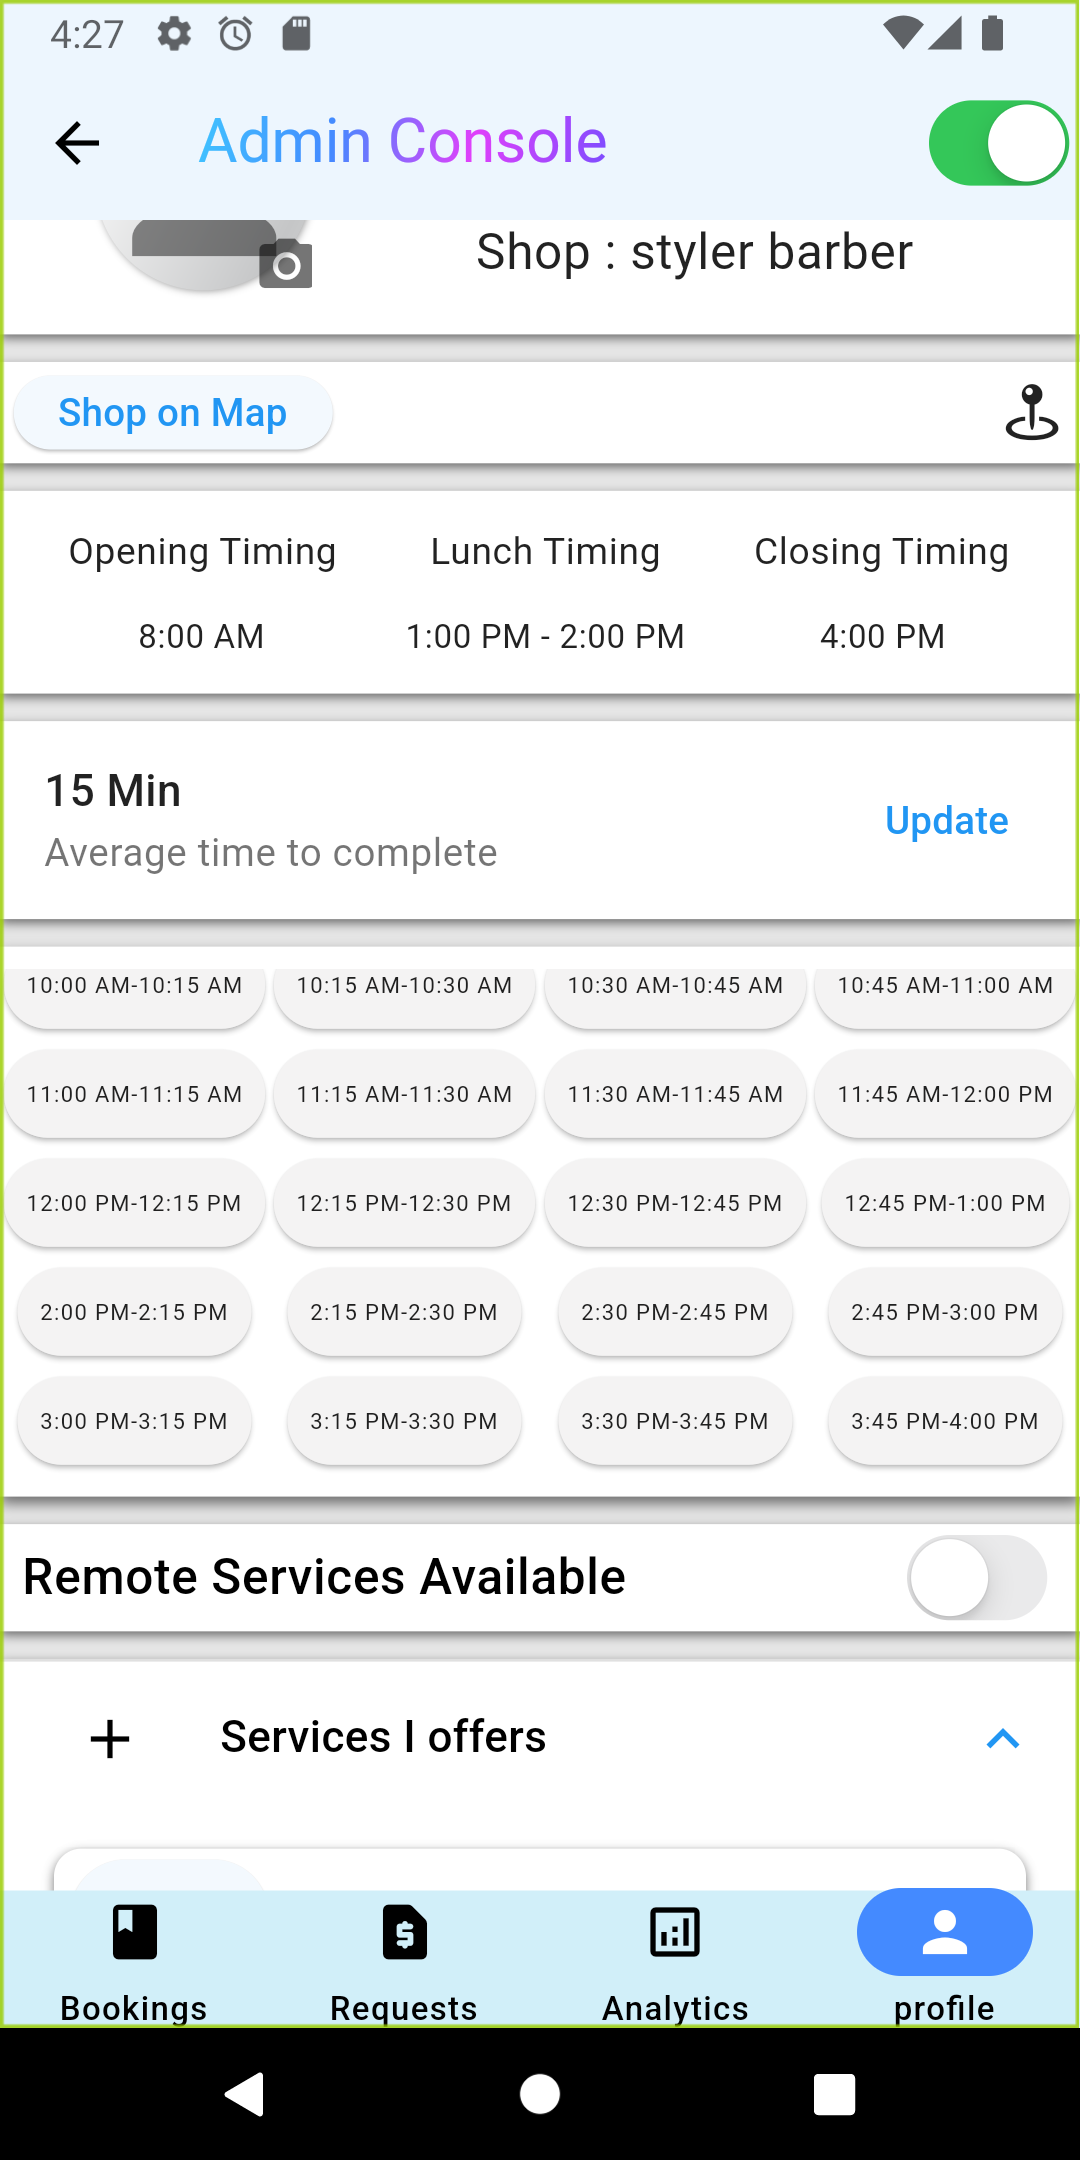 4:27
Admin Console
Shop : styler barber
Shop on Map
Opening Timing Lunch Timing Closing Timing
8:00 AM 1:00 PM - 2:00 PM 4:00 PM
15 Min
Average time to complete
Update
10:00 AM-10:15 AM 10:15 AM-10:30 AM 10:30 AM-10:45 AM 10:45 AM-11:00 AM
11:00 AM-11:15 AM 11:15 AM-11:30 AM 11:30 AM-11:45 AM 11:45 AM-12:00 PM
12:00 PM-12:15 PM 12:15 PM-12:30 PM 12:30 PM-12:45 PM 12:45 PM-1:00 PM
2:00 PM-2:15 PM 2:15 PM-2:30 PM 2:30 PM-2:45 PM 2:45 PM-3:00 PM
3:00 PM-3:15 PM 3:15 PM-3:30 PM 3:30 PM-3:45 PM 3:45 PM-4:00 PM
Remote Services Available
Services I offers
Bookings Requests Analytics profile